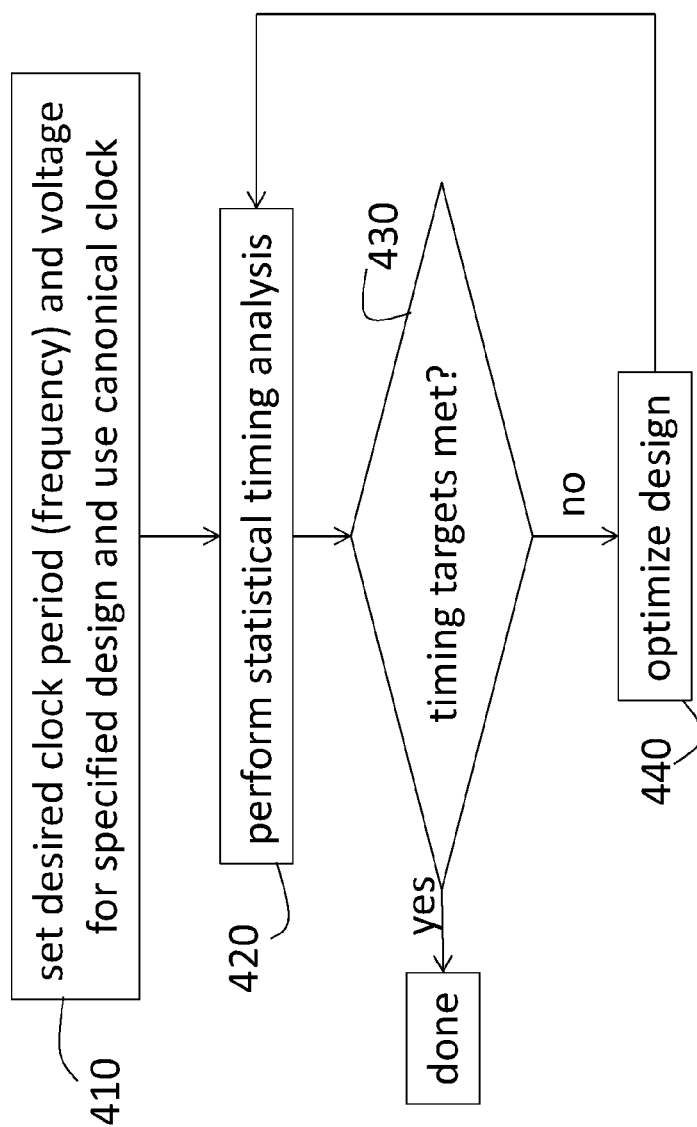 set desired clock period (frequency) and voltage
for specified design and use canonical clock
410
perform statistical timing analysis
420
430
timing targets met?
yes
done
no
optimize design
440